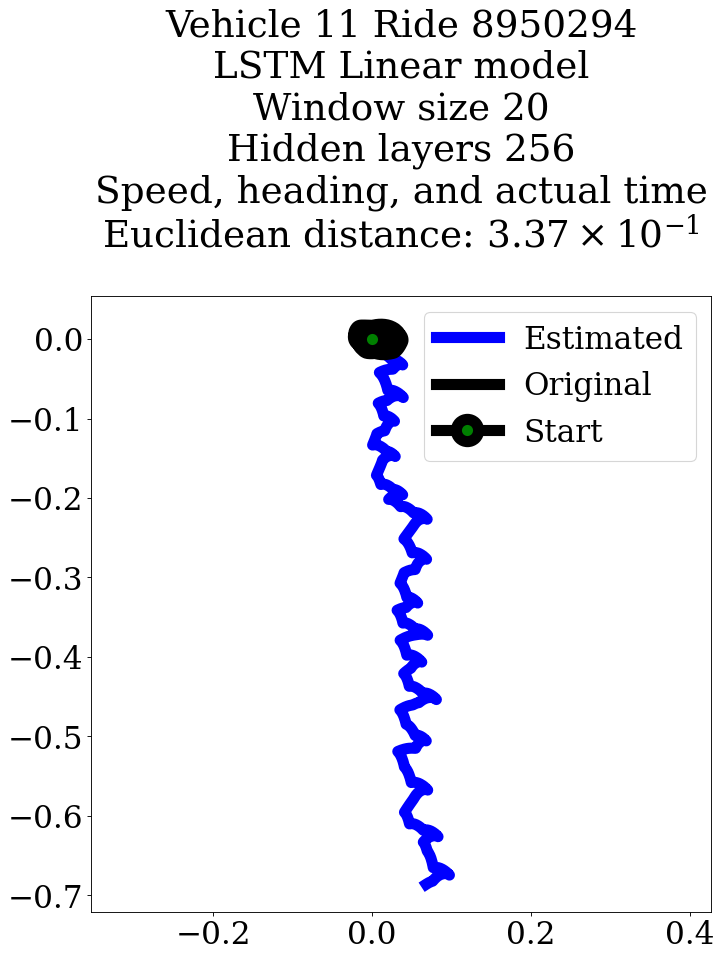 Vehicle 11 Ride 8950294
LSTM Linear model
Window size 20
Hidden layers 256
Speed, heading, and actual time
Euclidean distance: 3.37 × 10⁻¹
Estimated
Original
Start
0.0
−0.1
−0.2
−0.3
−0.4
−0.5
−0.6
−0.7
−0.2
0.0
0.2
0.4